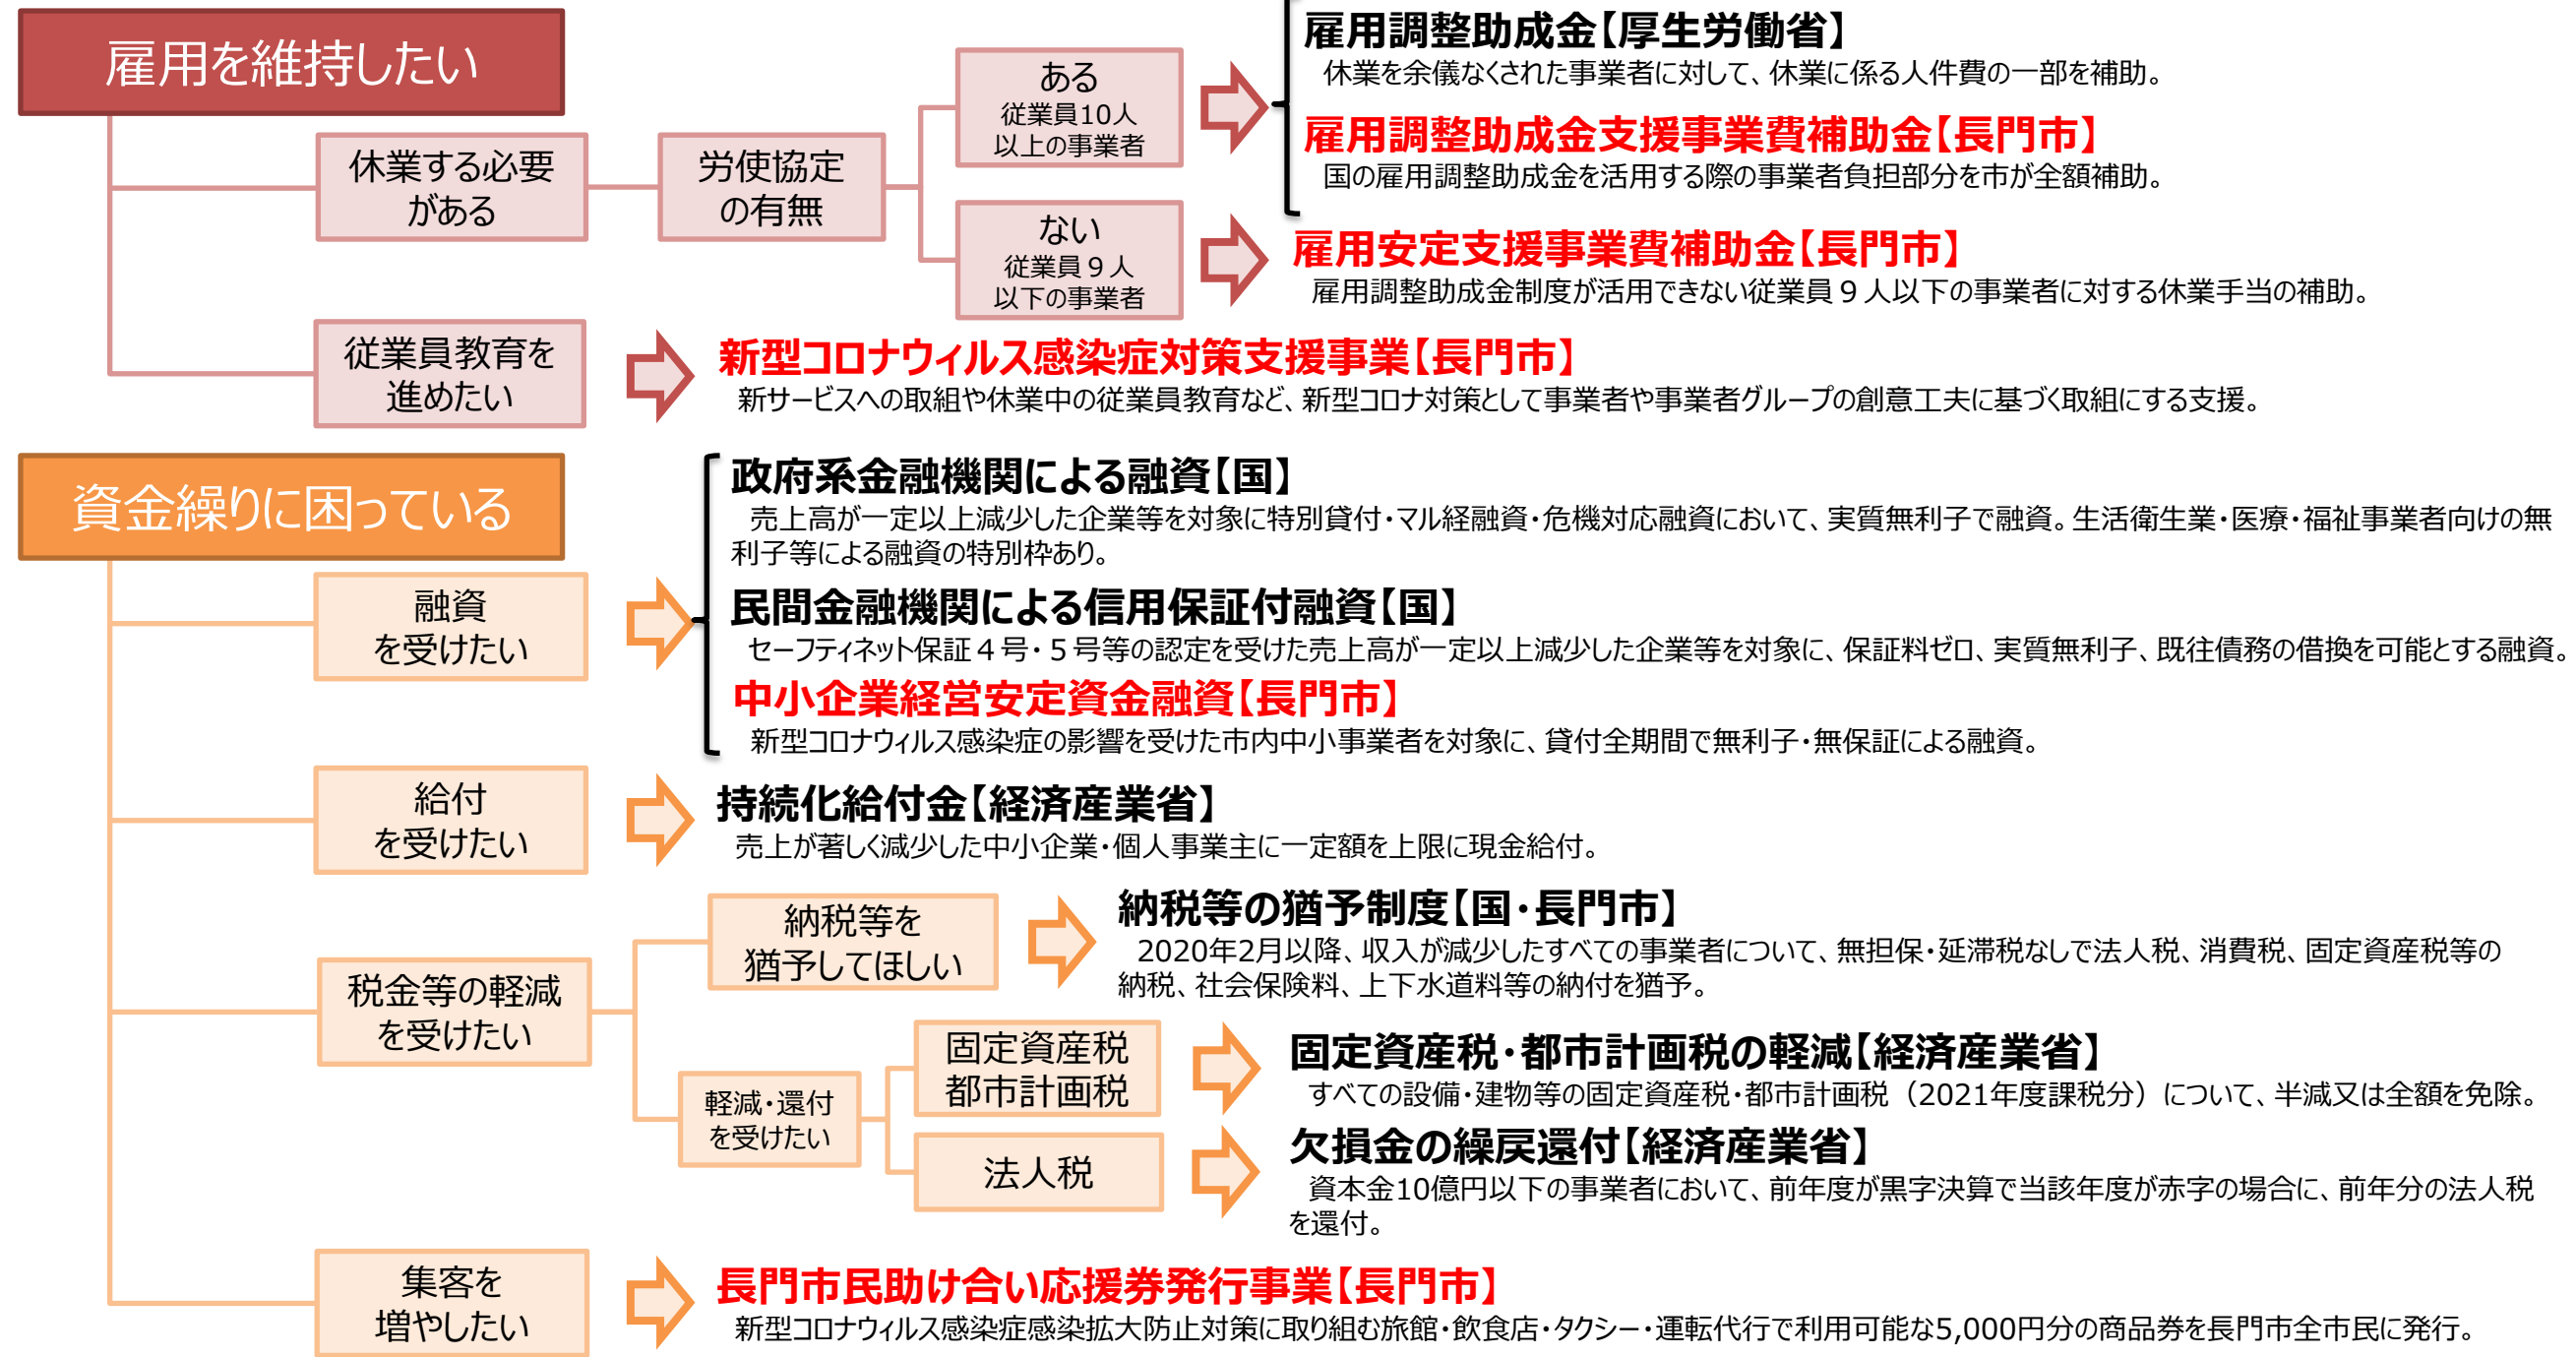 雇用を維持したい
休業する必要
がある
労使協定
の有無
ある
従業員10人
以上の事業者
雇用調整助成金【厚生労働省】
休業を余儀なくされた事業者に対して、休業に係る人件費の一部を補助。
雇用調整助成金支援事業費補助金【長門市】
国の雇用調整助成金を活用する際の事業者負担部分を市が全額補助。
ない
従業員９人
以下の事業者
雇用安定支援事業費補助金【長門市】
雇用調整助成金制度が活用できない従業員９人以下の事業者に対する休業手当の補助。
従業員教育を
進めたい
新型コロナウィルス感染症対策支援事業【長門市】
新サービスへの取組や休業中の従業員教育など、新型コロナ対策として事業者や事業者グループの創意工夫に基づく取組にする支援。
資金繰りに困っている
融資
を受けたい
政府系金融機関による融資【国】
売上高が一定以上減少した企業等を対象に特別貸付・マル経融資・危機対応融資において、実質無利子で融資。生活衛生業・医療・福祉事業者向けの無
利子等による融資の特別枠あり。
民間金融機関による信用保証付融資【国】
セーフティネット保証４号・５号等の認定を受けた売上高が一定以上減少した企業等を対象に、保証料ゼロ、実質無利子、既往債務の借換を可能とする融資。
中小企業経営安定資金融資【長門市】
新型コロナウィルス感染症の影響を受けた市内中小事業者を対象に、貸付全期間で無利子・無保証による融資。
給付
を受けたい
持続化給付金【経済産業省】
売上が著しく減少した中小企業・個人事業主に一定額を上限に現金給付。
税金等の軽減
を受けたい
納税等を
猶予してほしい
納税等の猶予制度【国・長門市】
2020年2月以降、収入が減少したすべての事業者について、無担保・延滞税なしで法人税、消費税、固定資産税等の
納税、社会保険料、上下水道料等の納付を猶予。
軽減・還付
を受けたい
固定資産税
都市計画税
固定資産税・都市計画税の軽減【経済産業省】
すべての設備・建物等の固定資産税・都市計画税（2021年度課税分）について、半減又は全額を免除。
法人税
欠損金の繰戻還付【経済産業省】
資本金10億円以下の事業者において、前年度が黒字決算で当該年度が赤字の場合に、前年分の法人税
を還付。
集客を
増やしたい
長門市民助け合い応援券発行事業【長門市】
新型コロナウィルス感染症感染拡大防止対策に取り組む旅館・飲食店・タクシー・運転代行で利用可能な5,000円分の商品券を長門市全市民に発行。